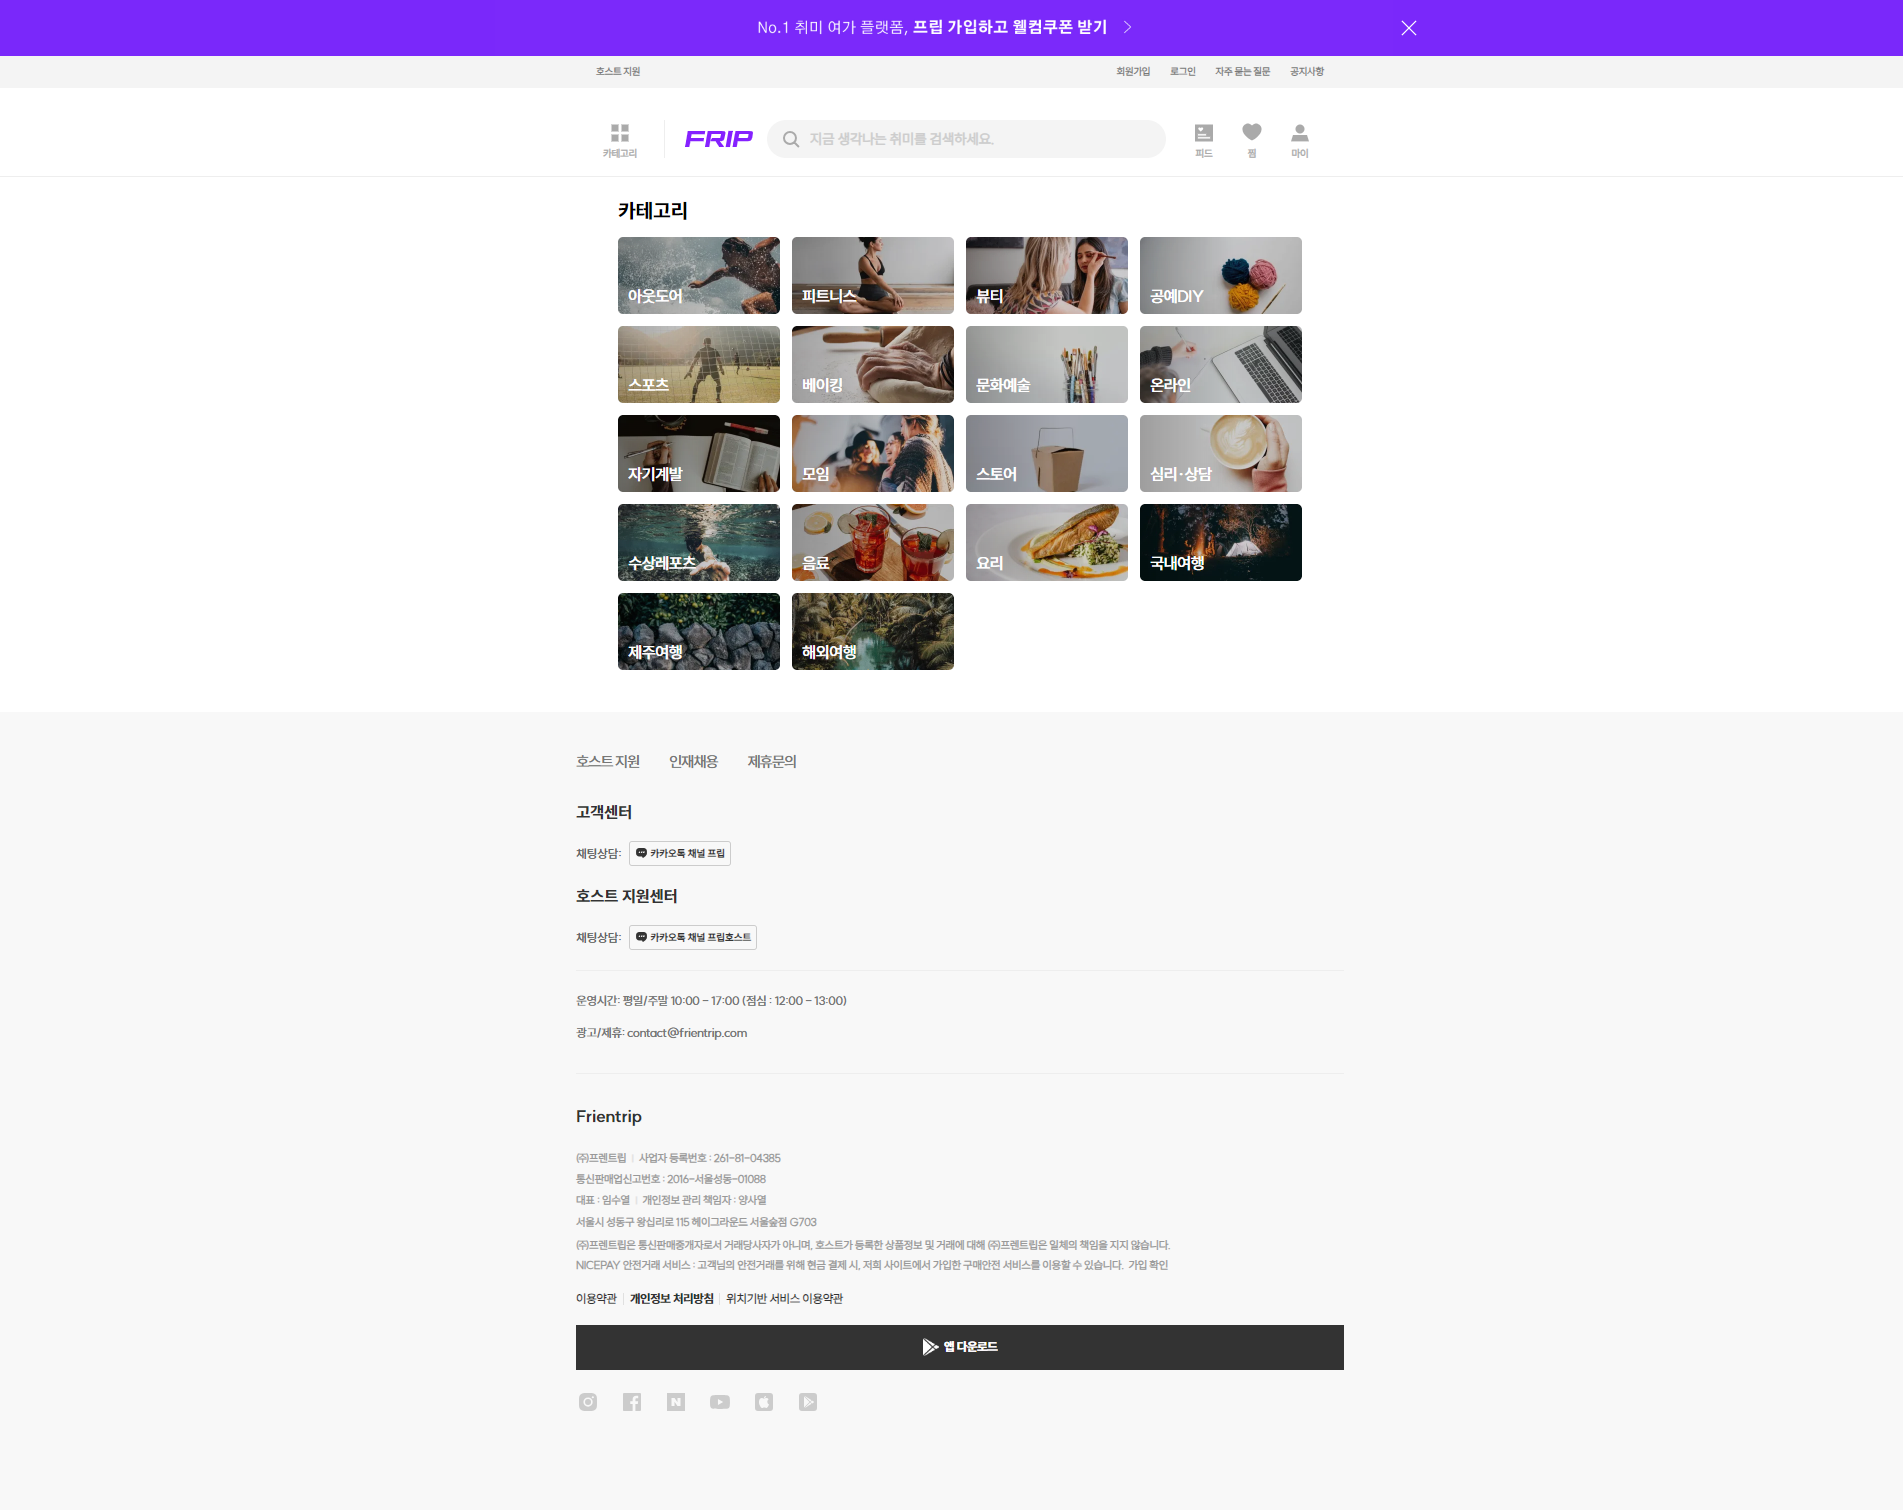 No.1 취미 여가 플랫폼, 프립 가입하고 웰컴쿠폰 받기
호스트 지원 회원가입 로그인 자주 묻는 질문 공지사항
카테고리 FRIP 지금 생각나는 취미를 검색하세요. 피드 찜 마이
카테고리
아웃도어 피트니스 뷰티 공예DIY
스포츠 베이킹 문화예술 온라인
자기계발 모임 스토어 심리·상담
수상레포츠 음료 요리 국내여행
제주여행 해외여행
호스트 지원 인재채용 제휴문의
고객센터
채팅상담: 카카오톡 채널 프립
호스트 지원센터
채팅상담: 카카오톡 채널 프립호스트
운영시간: 평일/주말 10:00 - 17:00 (점심 : 12:00 - 13:00)
광고/제휴: contact@frientrip.com
Frientrip
㈜프렌트립 | 사업자 등록번호 : 261-81-04385
통신판매업신고번호 : 2016-서울성동-01088
대표 : 임수열 | 개인정보 관리 책임자 : 양사열
서울시 성동구 왕십리로 115 헤이그라운드 서울숲점 G703
㈜프렌트립은 통신판매중개자로서 거래당사자가 아니며, 호스트가 등록한 상품정보 및 거래에 대해 ㈜프렌트립은 일체의 책임을 지지 않습니다.
NICEPAY 안전거래 서비스 : 고객님의 안전거래를 위해 현금 결제 시, 저희 사이트에서 가입한 구매안전 서비스를 이용할 수 있습니다. 가입 확인
이용약관 | 개인정보 처리방침 | 위치기반 서비스 이용약관
앱 다운로드